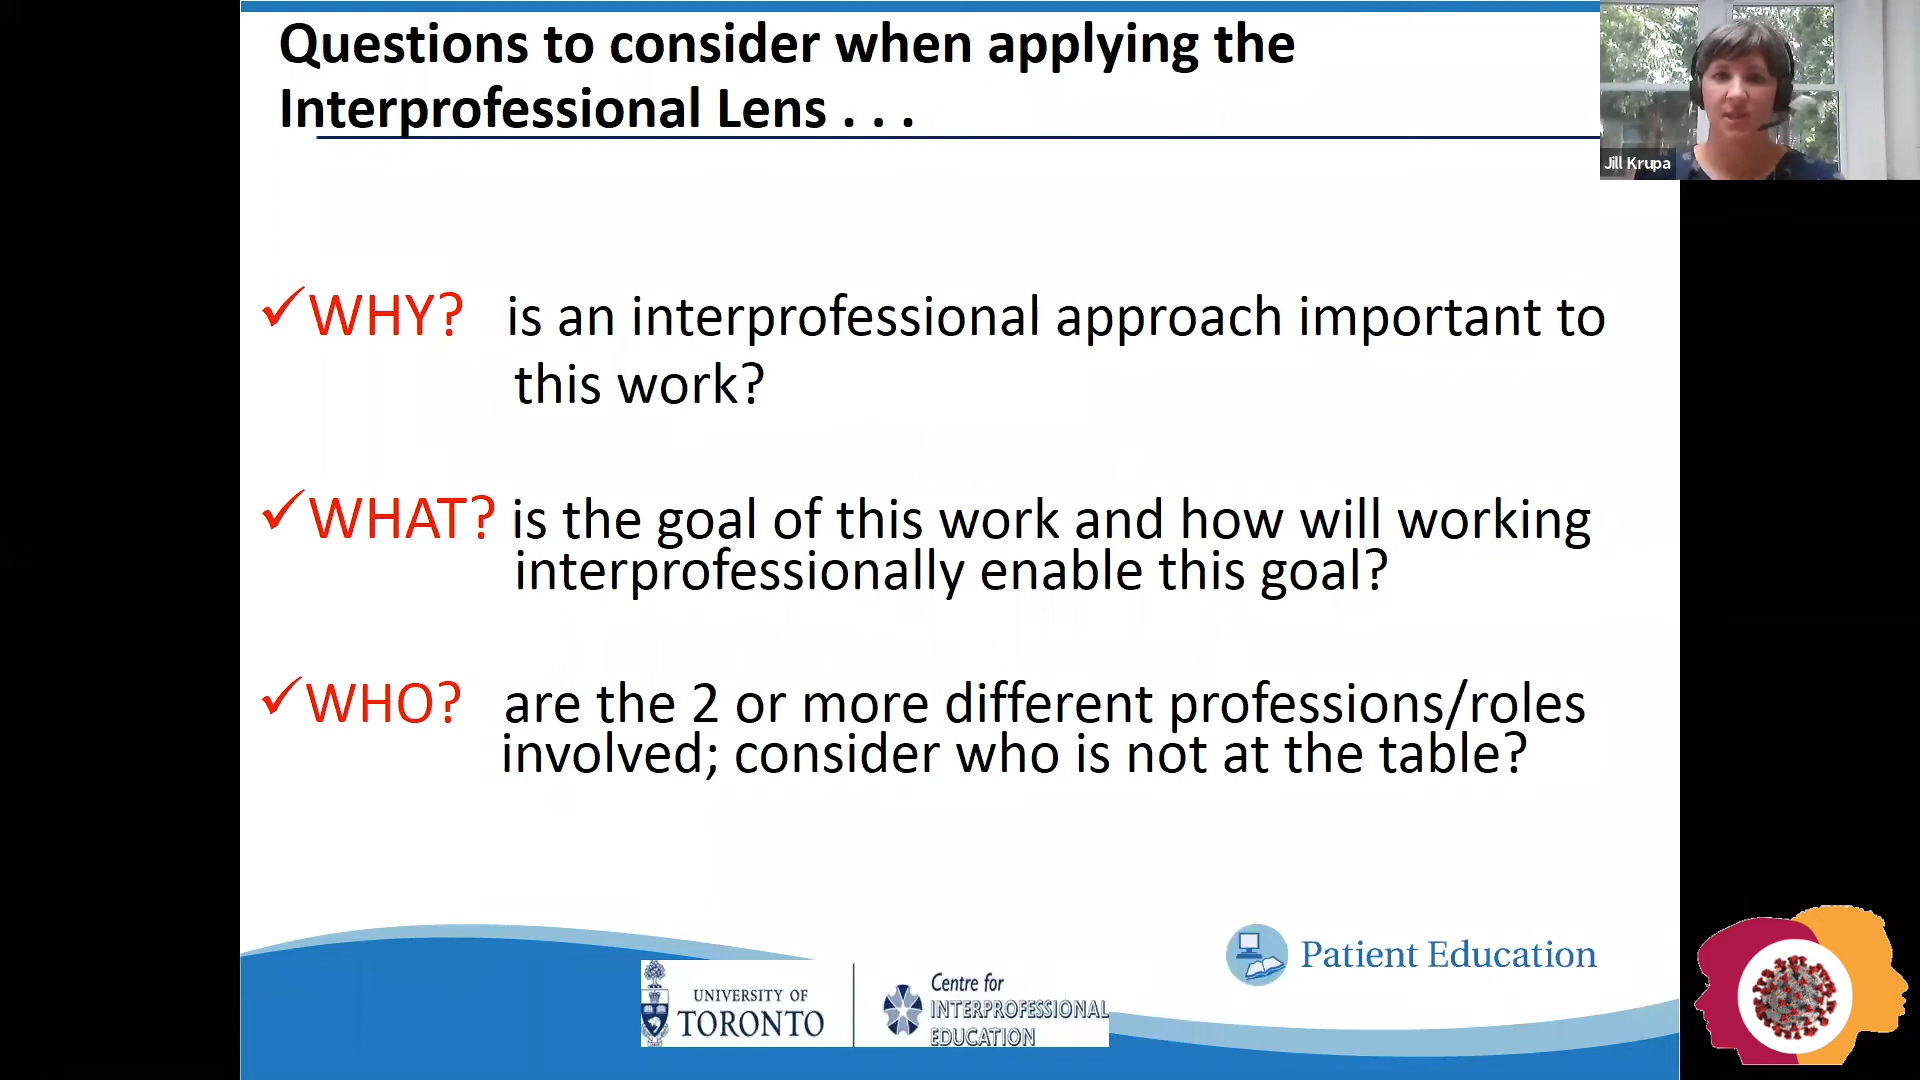 Questions to consider when applying the
Interprofessional Lens . . .
Jill Krupa
WHY? is an interprofessional approach important to
this work?
WHAT? is the goal of this work and how will working
interprofessionally enable this goal?
WHO? are the 2 or more different professions/roles
involved; consider who is not at the table?
Patient Education
UNIVERSITY OF
TORONTO
Centre for
INTERPROFESSIONAL
EDUCATION